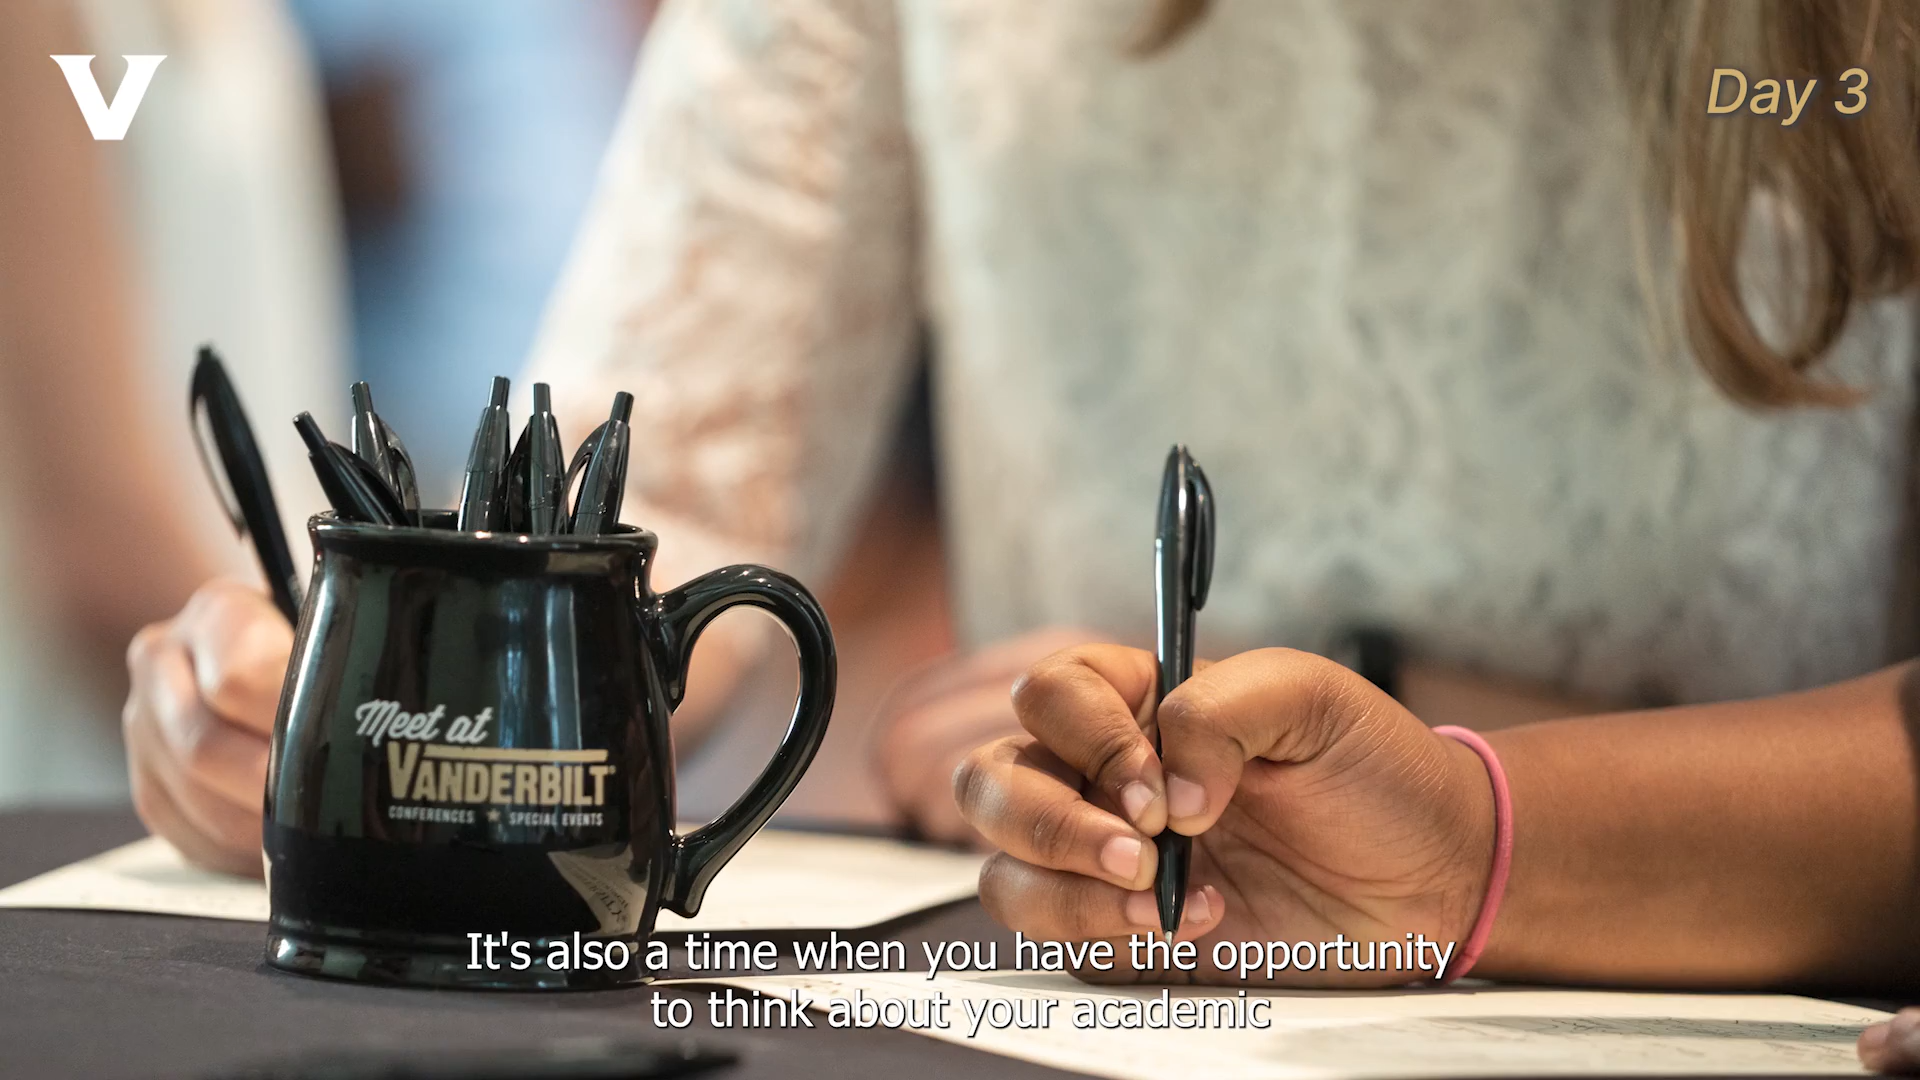 V
Day 3
Meet at
VANDERBILT
CONFERENCES ★ SPECIAL EVENTS
It's also a time when you have the opportunity
to think about your academic